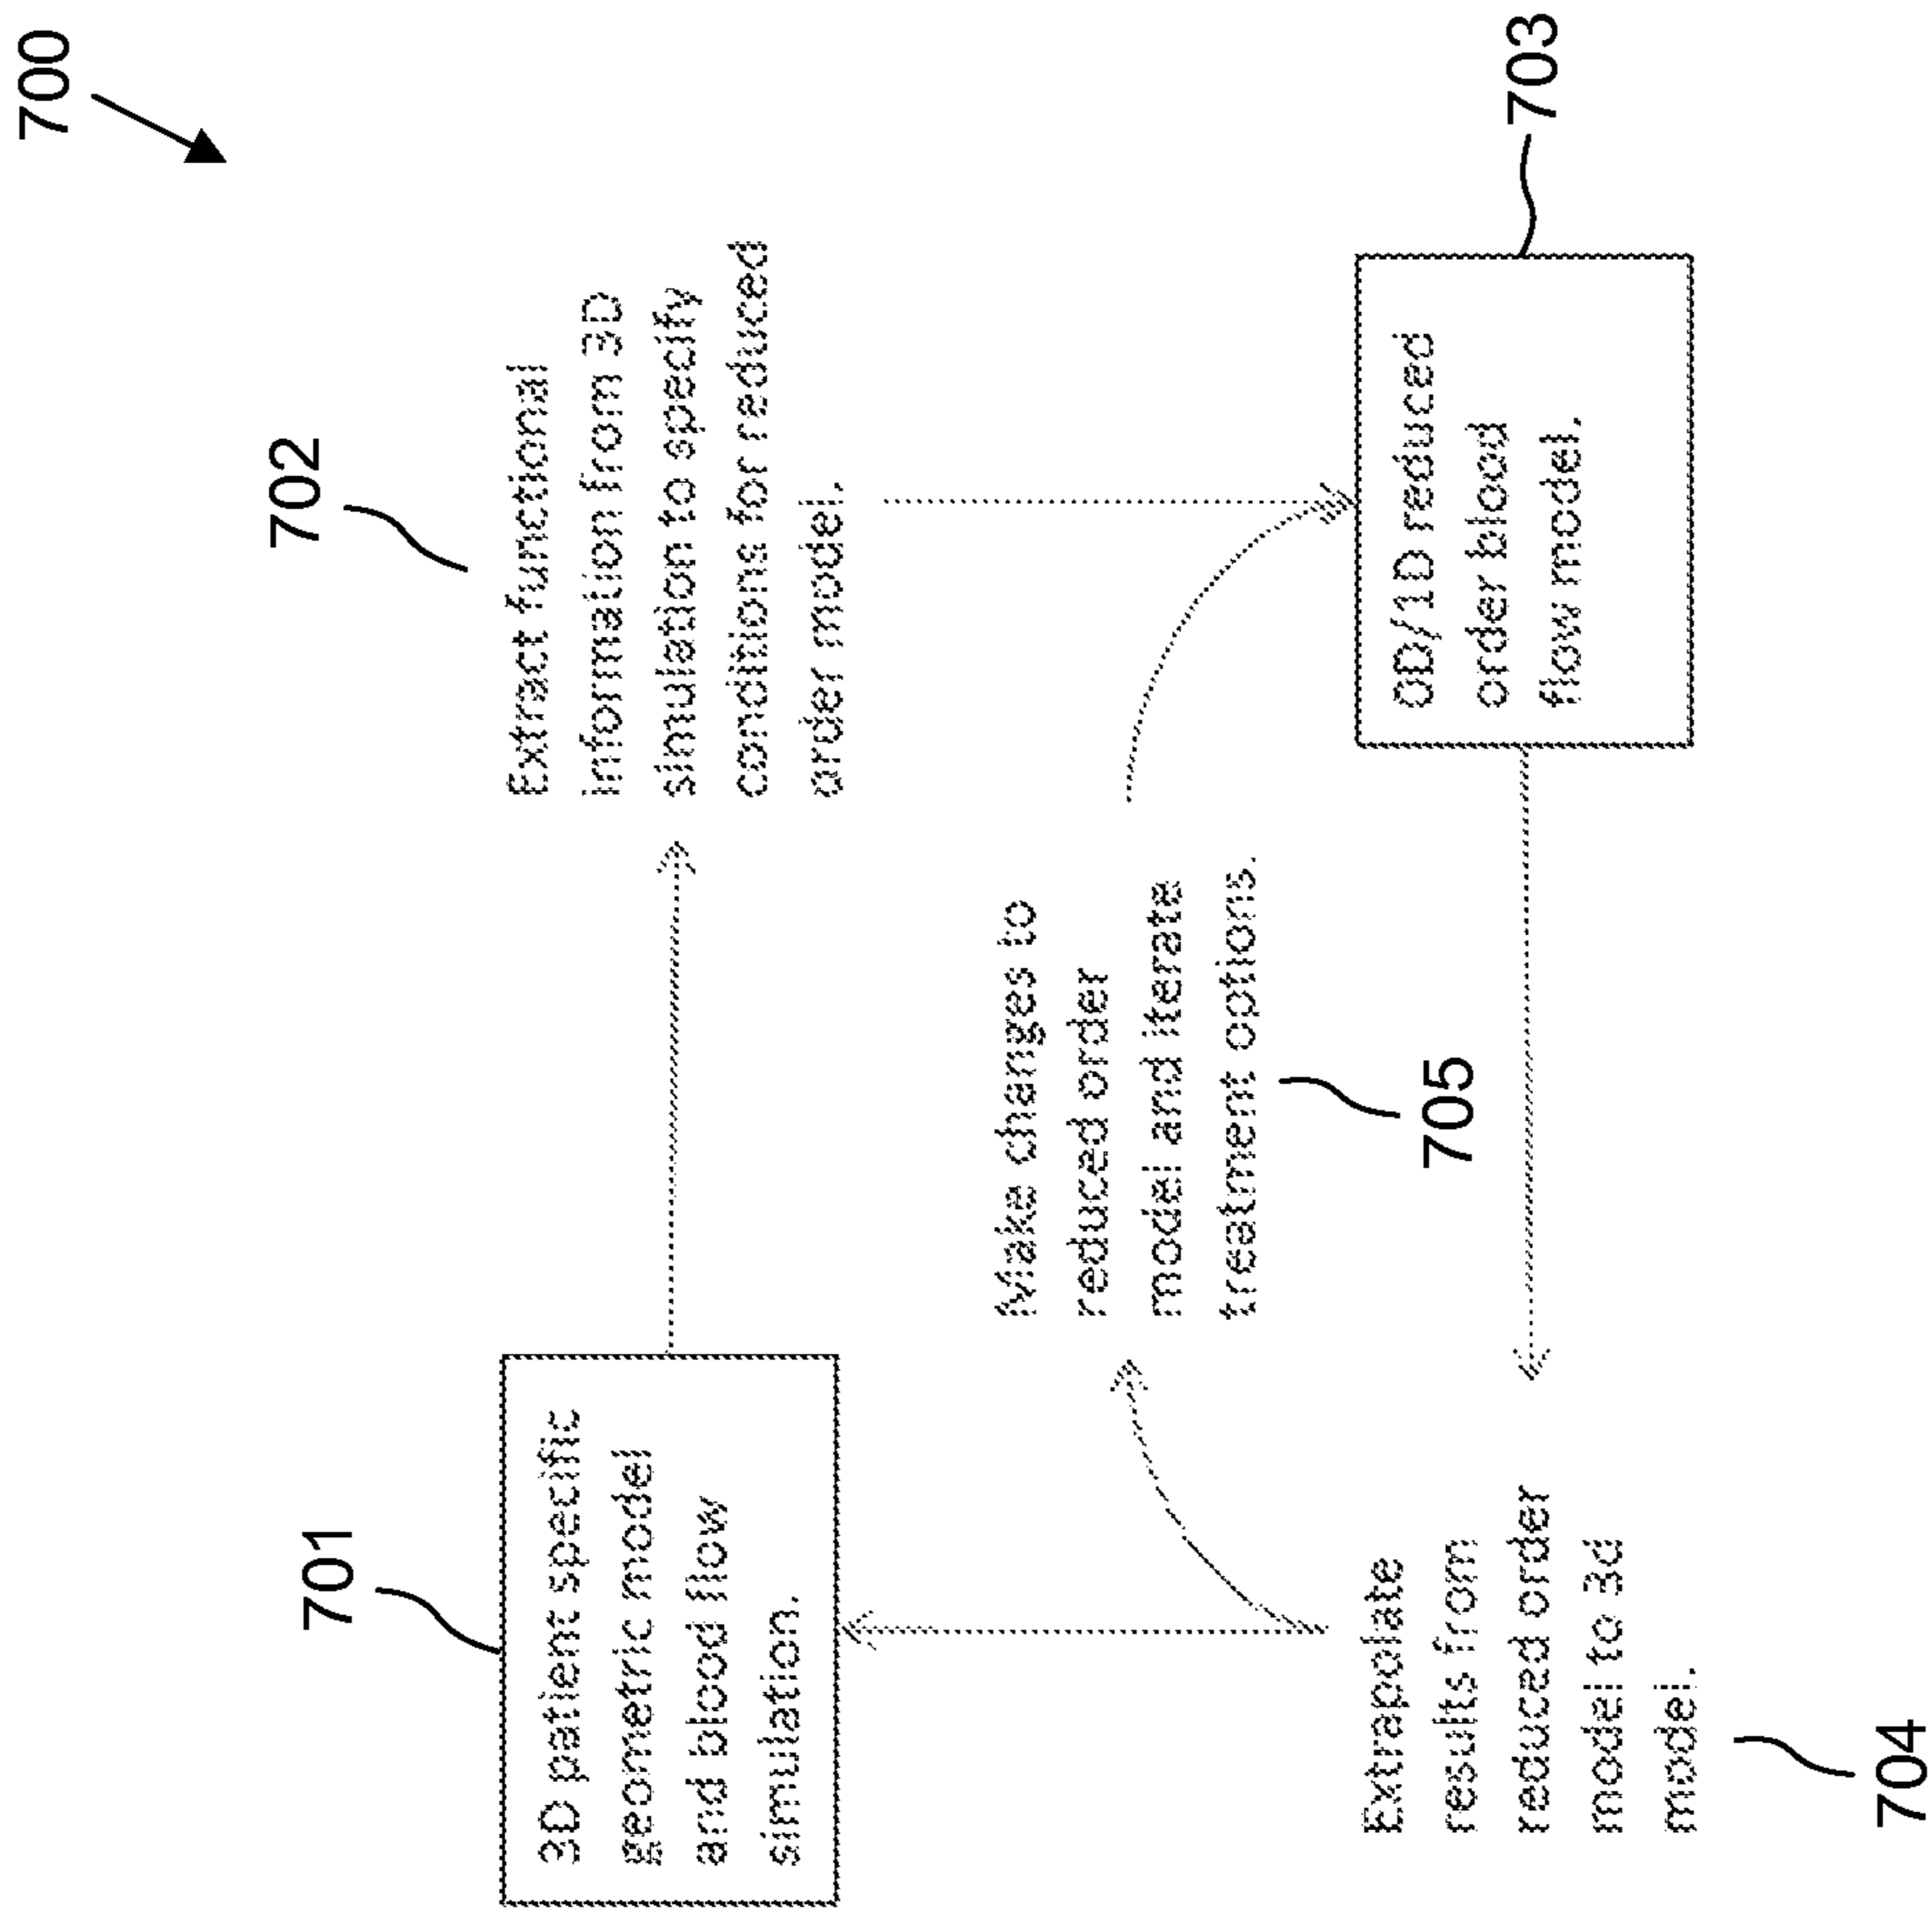 700
701
3D patient specific
geometric model
and blood flow
simulation.
702
Extract functional
information from 3D
simulation to specify
conditions for reduced
order model.
Make changes to
reduced order
model and iterate
treatment options.
705
Extrapolate
results from
reduced order
model to 3d
model.
704
0D/1D reduced
order blood
flow model.
703